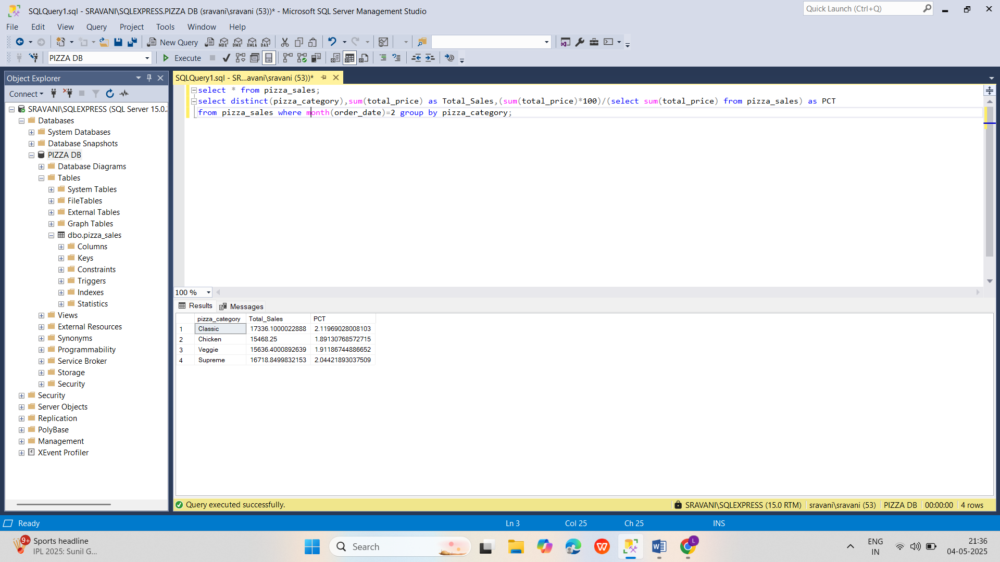 SQLQuery1.sql - SRAVANI\SQLEXPRESS.PIZZA DB (sravani\sravani (53))* - Microsoft SQL Server Management Studio
Quick Launch (Ctrl+Q)
File Edit View Query Project Tools Window Help
New Query MDX DMX XMLA DAX
PIZZA DB Execute
Object Explorer
SQLQuery1.sql - SR...avani\sravani (53))*
Connect
select * from pizza_sales;
select distinct(pizza_category),sum(total_price) as Total_Sales,(sum(total_price)*100)/(select sum(total_price) from pizza_sales) as PCT
from pizza_sales where month(order_date)=2 group by pizza_category;
SRAVANI\SQLEXPRESS (SQL Server 15.0.
Databases
System Databases
Database Snapshots
PIZZA DB
Database Diagrams
Tables
System Tables
FileTables
External Tables
Graph Tables
dbo.pizza_sales
Columns
Keys
Constraints
Triggers
Indexes
Statistics
Views
External Resources
Synonyms
Programmability
Service Broker
Storage
Security
Security
Server Objects
Replication
PolyBase
Management
XEvent Profiler
100 %
Results Messages
pizza_category Total_Sales PCT
1 Classic 17336.1000022888 2.11969028008103
2 Chicken 15468.25 1.89130768572715
3 Veggie 15636.4000892639 1.91186744886652
4 Supreme 16718.8499832153 2.04421893037509
Query executed successfully. SRAVANI\SQLEXPRESS (15.0 RTM) sravani\sravani (53) PIZZA DB 00:00:00 4 rows
Ready Ln 3 Col 25 Ch 25 INS
9+ Sports headline
IPL 2025: Sunil G...
Search
L
ENG
IN
21:36
04-05-2025